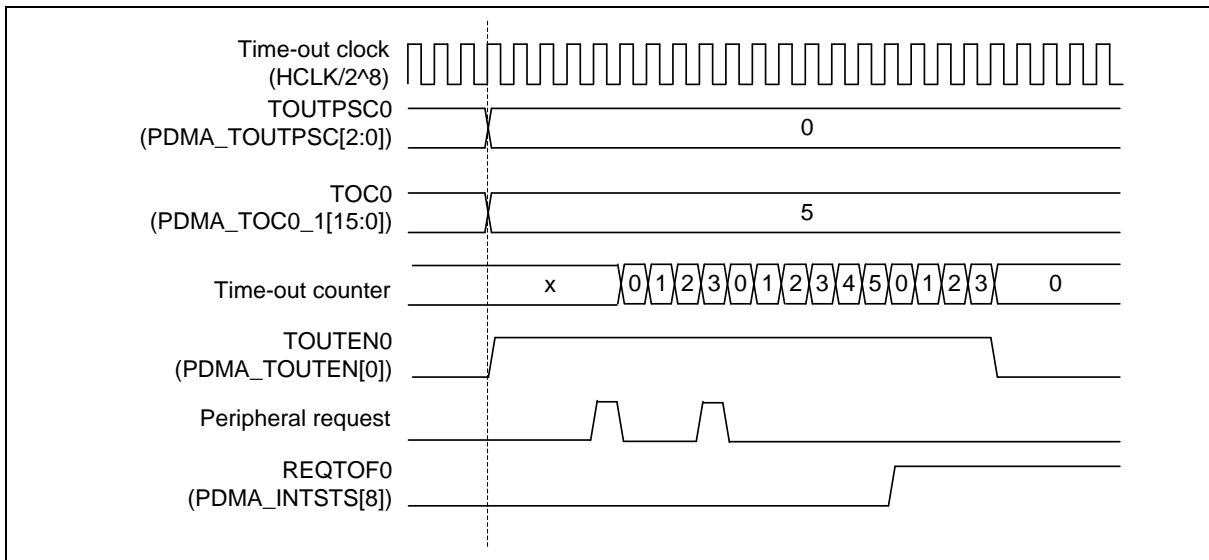 Time-out clock
(HCLK/2^8)
TOUTPSC0
(PDMA_TOUTPSC[2:0])
0
TOC0
(PDMA_TOC0_1[15:0])
5
Time-out counter
x 0 1 2 3 0 1 2 3 4 5 0 1 2 3 0
TOUTEN0
(PDMA_TOUTEN[0])
Peripheral request
REQTOF0
(PDMA_INTSTS[8])